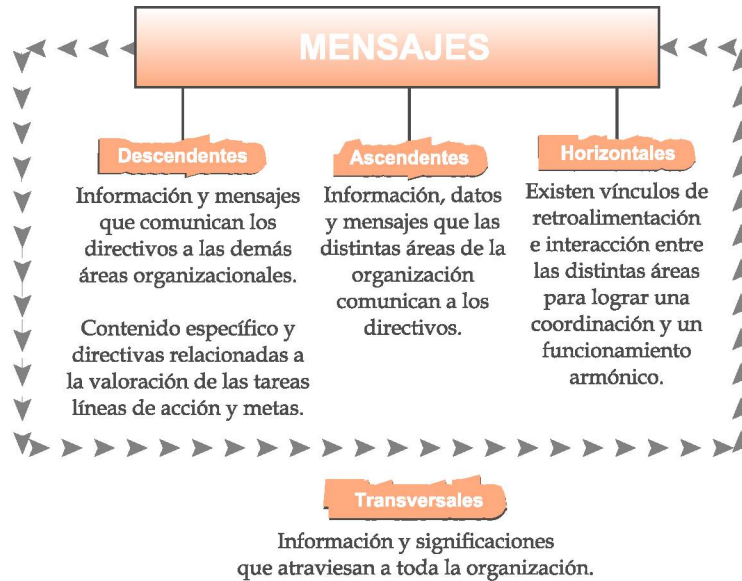 MENSAJES
Descendentes
Información y mensajes
que comunican los
directivos a las demás
áreas organizacionales.
Contenido específico y
directivas relacionadas a
la valoración de las tareas
líneas de acción y metas.
Ascendentes
Información, datos
y mensajes que las
distintas áreas de la
organización
comunican a los
directivos.
Horizontales
Existen vínculos de
retroalimentación
e interacción entre
las distintas áreas
para lograr una
coordinación y un
funcionamiento
armónico.
Transversales
Información y significaciones
que atraviesan a toda la organización.